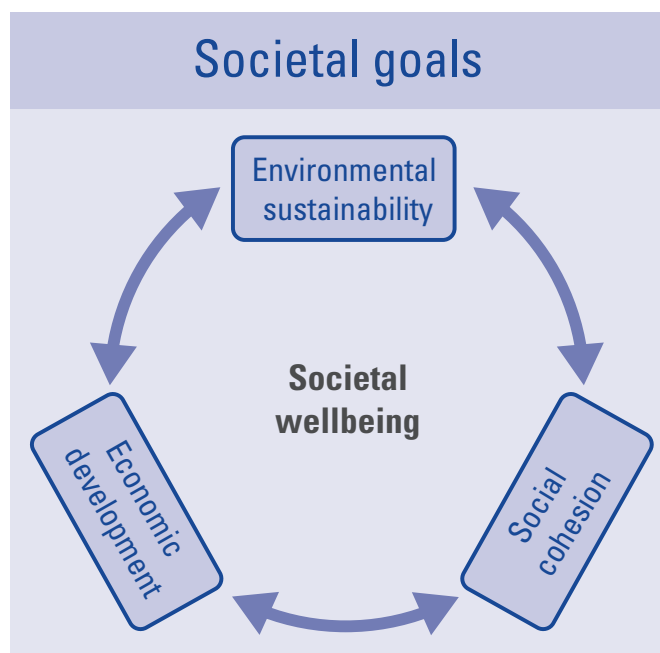 Societal goals
Environmental
sustainability
Societal
wellbeing
Economic
development
Social
cohesion